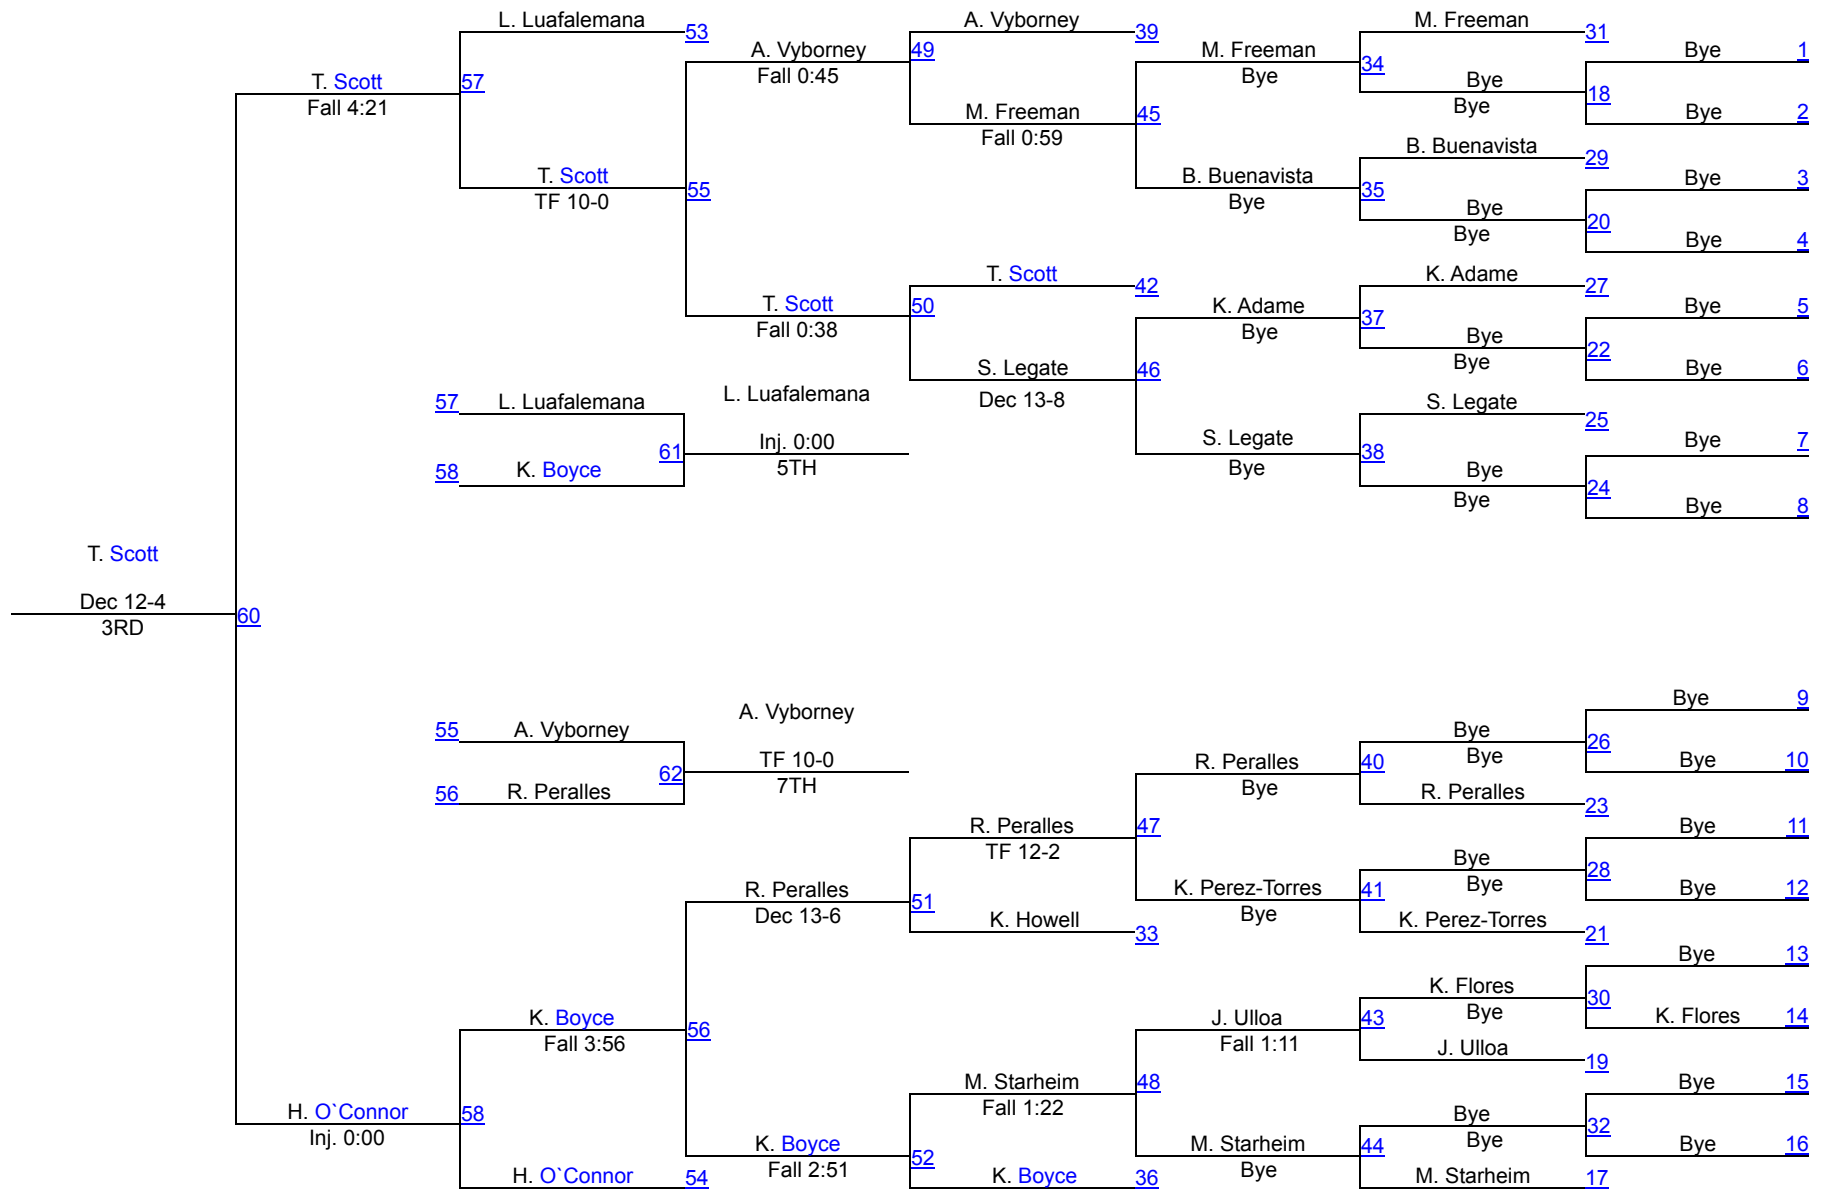 L. Luafalemana
53
A. Vyborney
39
M. Freeman
31
Bye 1
A. Vyborney
Fall 0:45
49
M. Freeman
Bye
34
Bye
Bye
18
Bye 2
T. Scott
Fall 4:21
57
M. Freeman
Fall 0:59
45
B. Buenavista
29
Bye 3
T. Scott
TF 10-0
55
B. Buenavista
Bye
35
Bye
Bye
20
Bye 4
T. Scott
42
K. Adame
27
Bye 5
T. Scott
Fall 0:38
50
K. Adame
Bye
37
Bye
Bye
22
Bye 6
S. Legate
Dec 13-8
46
S. Legate
25
Bye 7
57 L. Luafalemana
L. Luafalemana
Inj. 0:00
5TH
61
58 K. Boyce
S. Legate
Bye
38
Bye
Bye
24
Bye 8
T. Scott
Dec 12-4
3RD
60
55 A. Vyborney
A. Vyborney
TF 10-0
7TH
62
56 R. Peralles
Bye 9
Bye
Bye
26
Bye 10
R. Peralles
Bye
40
R. Peralles
23
R. Peralles
TF 12-2
47
Bye 11
Bye
Bye
28
Bye 12
R. Peralles
Dec 13-6
51
K. Perez-Torres
Bye
41
K. Perez-Torres
21
K. Howell
33
Bye 13
K. Flores
Bye
30
K. Flores 14
K. Boyce
Fall 3:56
56
J. Ulloa
Fall 1:11
43
J. Ulloa
19
M. Starheim
Fall 1:22
48
Bye 15
H. O`Connor
Inj. 0:00
58
Bye
Bye
32
Bye 16
K. Boyce
Fall 2:51
52
M. Starheim
Bye
44
H. O`Connor
54
K. Boyce
36
M. Starheim
17